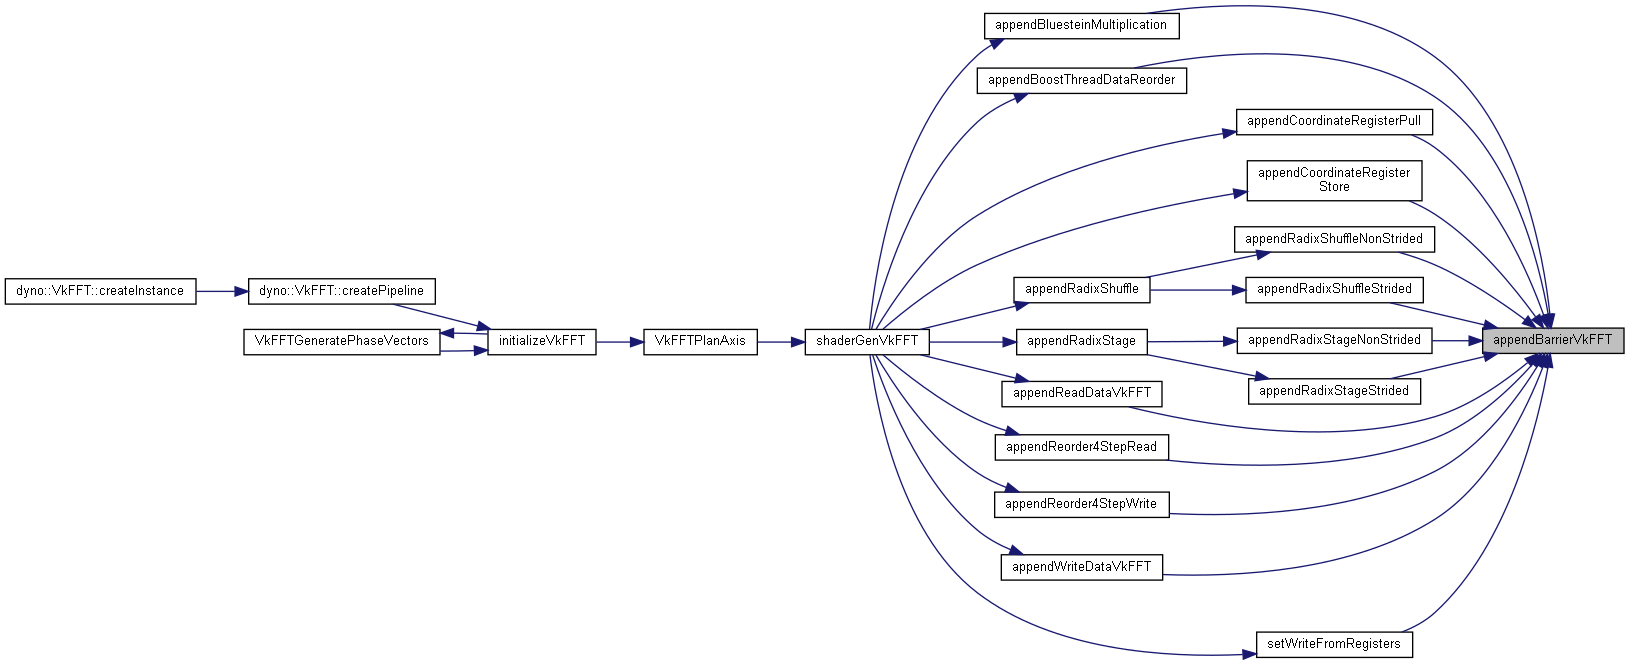 appendBluesteinMultiplication
appendBoostThreadDataReorder
appendCoordinateRegisterPull
appendCoordinateRegister
Store
appendRadixShuffleNonStrided
dyno::VkFFT::createInstance
dyno::VkFFT::createPipeline
appendRadixShuffle
appendRadixShuffleStrided
VkFFTGeneratePhaseVectors
initializeVkFFT
VkFFTPlanAxis
shaderGenVkFFT
appendRadixStage
appendRadixStageNonStrided
appendBarrierVkFFT
appendReadDataVkFFT
appendRadixStageStrided
appendReorder4StepRead
appendReorder4StepWrite
appendWriteDataVkFFT
setWriteFromRegisters